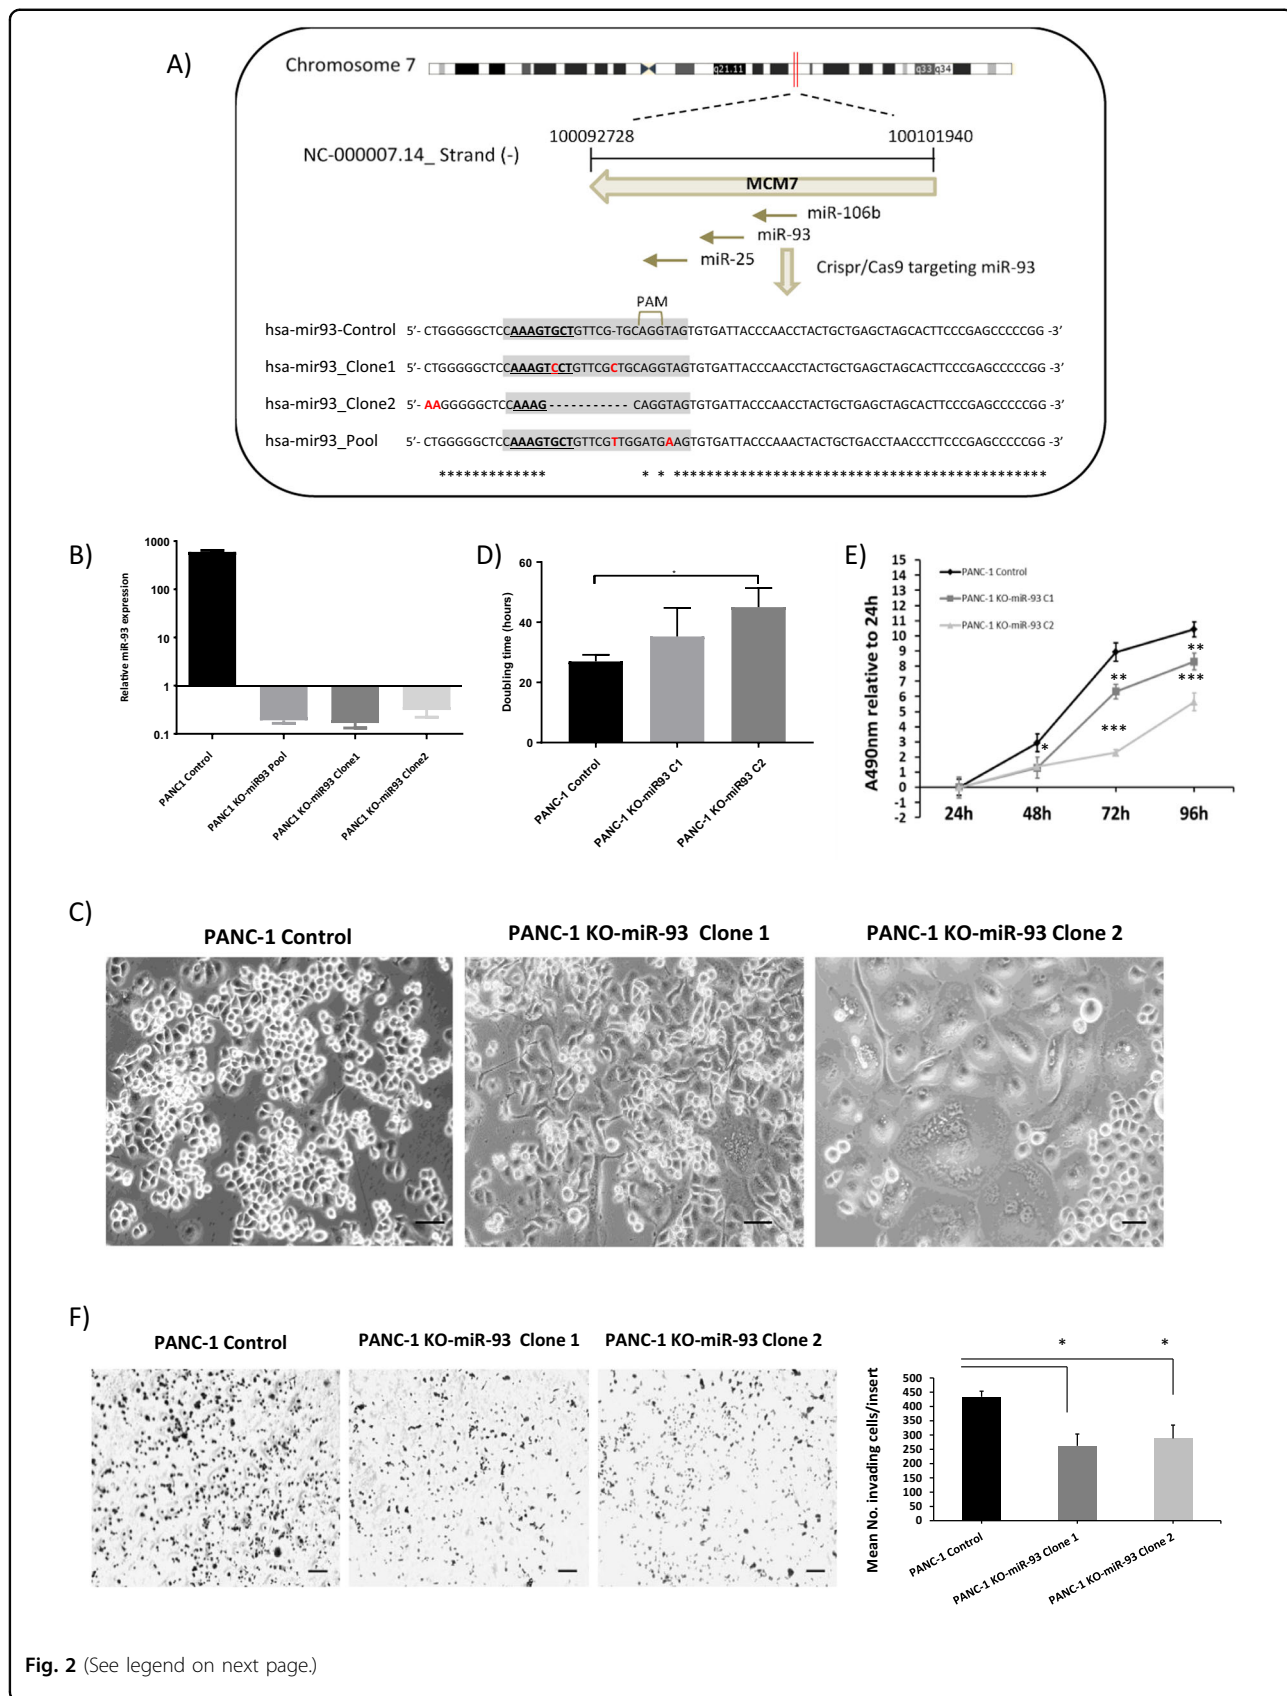 A)
Chromosome 7
q21.11
q33 q34
100092728
100101940
NC-000007.14_ Strand (-)
MCM7
miR-106b
miR-93
miR-25
Crispr/Cas9 targeting miR-93
PAM
hsa-mir93-Control 5'- CTGGGGGCTCCAAAGTGCTGTTCG-TGCAGGTAGTGTGATTACCCAACCTACTGCTGAGCTAGCACTTCCCGAGCCCCCGG -3'
hsa-mir93_Clone1 5'- CTGGGGGCTCCAAAGTCCTGTTCGCTGCAGGTAGTGTGATTACCCAACCTACTGCTGAGCTAGCACTTCCCGAGCCCCCGG -3'
hsa-mir93_Clone2 5'- AAGGGGGCTCCAAAG-----------CAGGTAGTGTGATTACCCAACCTACTGCTGAGCTAGCACTTCCCGAGCCCCCGG -3'
hsa-mir93_Pool 5'- CTGGGGGCTCCAAAGTGCTGTTCGTTGGATGAAGTGTGATTACCCAAACTACTGCTGACCTAACCCTTCCCGAGCCCCCGG -3'
************* * * **********************************************
B)
Relative miR-93 expression
1000
100
10
1
0.1
PANC1 Control
PANC1 KO-miR93 Pool
PANC1 KO-miR93 Clone1
PANC1 KO-miR93 Clone2
D)
Doubling time (hours)
60
40
20
0
*
PANC-1 Control
PANC-1 KO-miR93 C1
PANC-1 KO-miR93 C2
E)
A490nm relative to 24h
15
14
13
12
11
10
9
8
7
6
5
4
3
2
1
0
-1
-2
PANC-1 Control
PANC-1 KO-miR-93 C1
PANC-1 KO-miR-93 C2
*
**
***
**
***
24h 48h 72h 96h
C)
PANC-1 Control
PANC-1 KO-miR-93 Clone 1
PANC-1 KO-miR-93 Clone 2
F)
PANC-1 Control
PANC-1 KO-miR-93 Clone 1
PANC-1 KO-miR-93 Clone 2
* *
Mean No. invading cells/insert
500
450
400
350
300
250
200
150
100
50
0
PANC-1 Control
PANC-1 KO-miR-93 Clone 1
PANC-1 KO-miR-93 Clone 2
Fig. 2 (See legend on next page.)